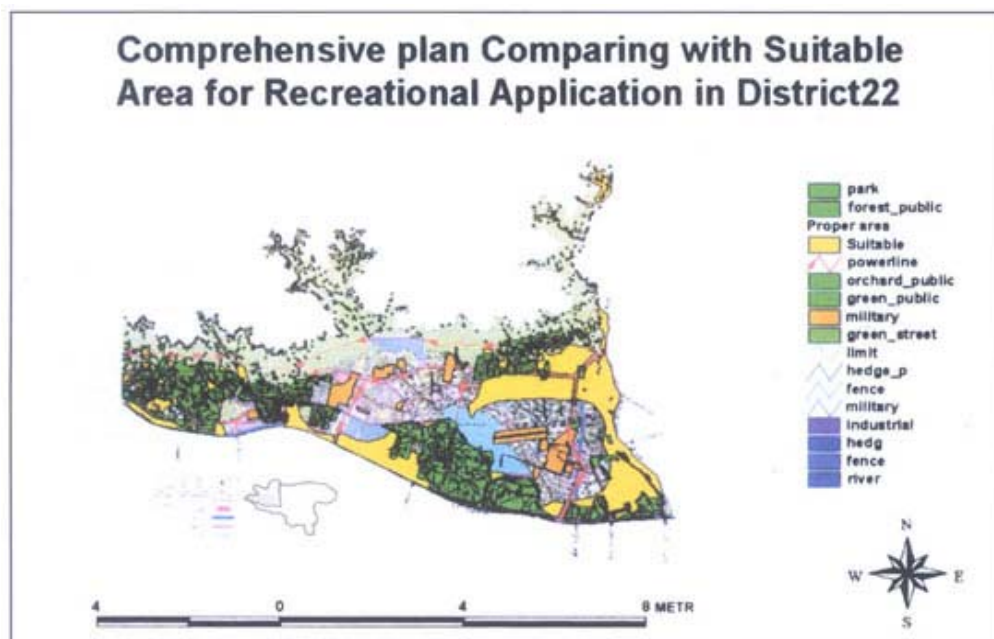 Comprehensive plan Comparing with Suitable
Area for Recreational Application in District22
park
forest_public
Proper area
Suitable
powerline
orchard_public
green_public
military
green_street
limit
hedge_p
fence
military
industrial
hedg
fence
river
N
W E
S
4 0 4 8 METR